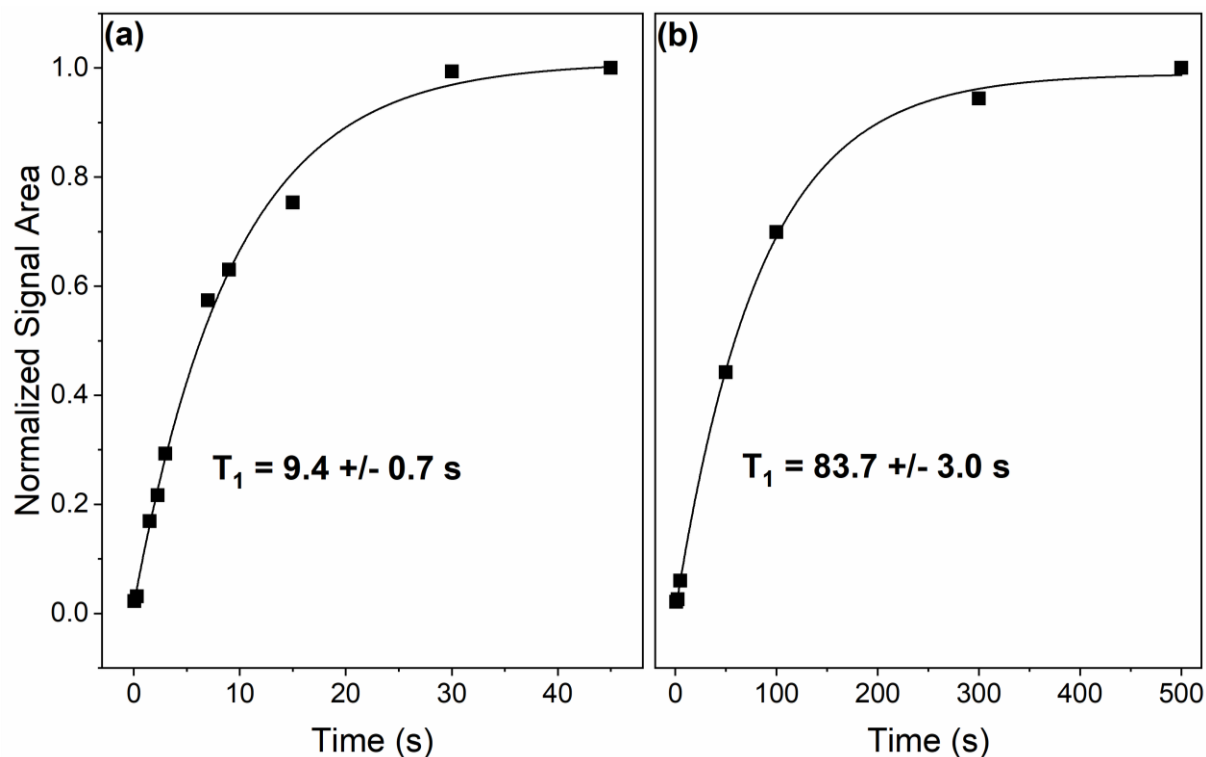 (a)
(b)
1.0
0.8
0.6
0.4
0.2
0.0
Normalized Signal Area
T₁ = 9.4 +/- 0.7 s
T₁ = 83.7 +/- 3.0 s
0 10 20 30 40
0 100 200 300 400 500
Time (s)
Time (s)